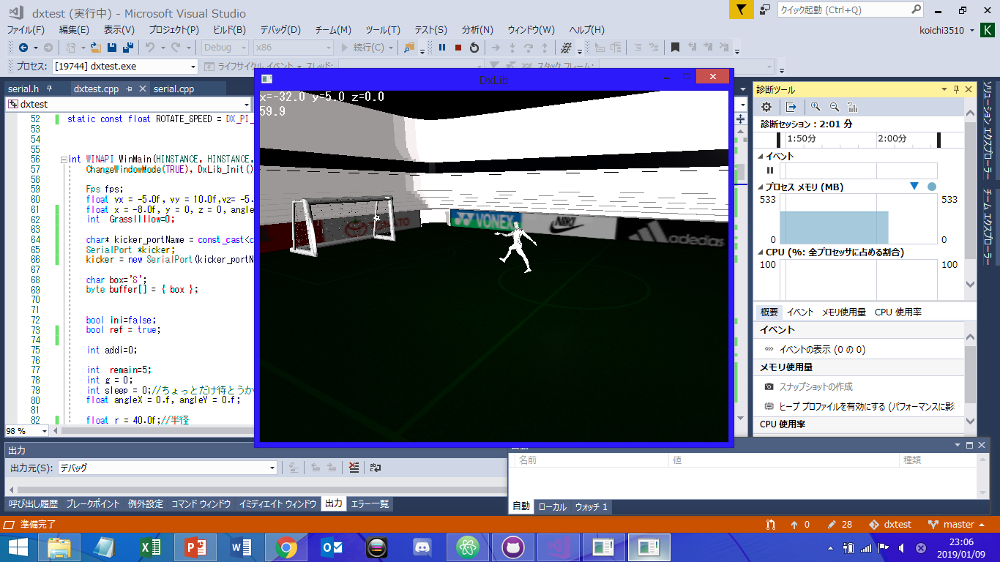 dxtest (実行中) - Microsoft Visual Studio
クイック起動 (Ctrl+Q)
ファイル(F) 編集(E) 表示(V) プロジェクト(P) ビルド(B) デバッグ(D) チーム(M) ツール(T) テスト(S) 分析(N) ウィンドウ(W) ヘルプ(H)
koichi3510 K
Debug x86 続行(C)
プロセス: [19744] dxtest.exe ライフサイクル イベント スレッド: スタック フレーム:
serial.h dxtest.cpp serial.cpp
dxtest
52 static const float ROTATE_SPEED = DX_PI_
53
54
55
56 int WINAPI WinMain(HINSTANCE, HINSTANCE,
57 ChangeWindowMode(TRUE), DxLib_Init()
58
59 Fps fps;
60 float vx = -5.0f, vy = 10.0f,vz= -5.
61 float x = -8.0f, y = 0, z = 0, angle
62 int Grassllllow=0;
63
64 char* kicker_portName = const_cast<c
65 SerialPort *kicker;
66 kicker = new SerialPort(kicker_portN
67
68 char box='S';
69 byte buffer[] = { box };
70
71
72 bool ini=false;
73 bool ref = true;
74
75 int addi=0;
76
77 int remain=5;
78 int g = 0;
79 int sleep = 0;//ちょっとだけ待とうか
80 float angleX = 0.f, angleY = 0.f;
81
82 float r = 40.0f;//半径
98 %
DxLib
x=-32.0 y=5.0 z=0.0
59.9
YONEX
NIKE
adedias
診断ツール
診断セッション : 2:01 分
1:50分 2:00分
イベント
プロセス メモリ (MB)
533 533
0 0
CPU (%: 全プロセッサに占める割合)
100 100
概要 イベント メモリ使用量 CPU 使用率
イベント
イベントの表示 (0 の 0)
メモリ使用量
スナップショットの作成
ヒープ プロファイルを有効にする (パフォーマンスに影
CPU 使用率
ソリューション エクスプローラー
チーム エクスプローラー
出力
出力元(S): デバッグ
呼び出し履歴 ブレークポイント 例外設定 コマンド ウィンドウ イミディエイト ウィンドウ 出力 エラー一覧
名前 値 種類
自動 ローカル ウォッチ 1
準備完了
0 28 dxtest master
23:06
2019/01/09